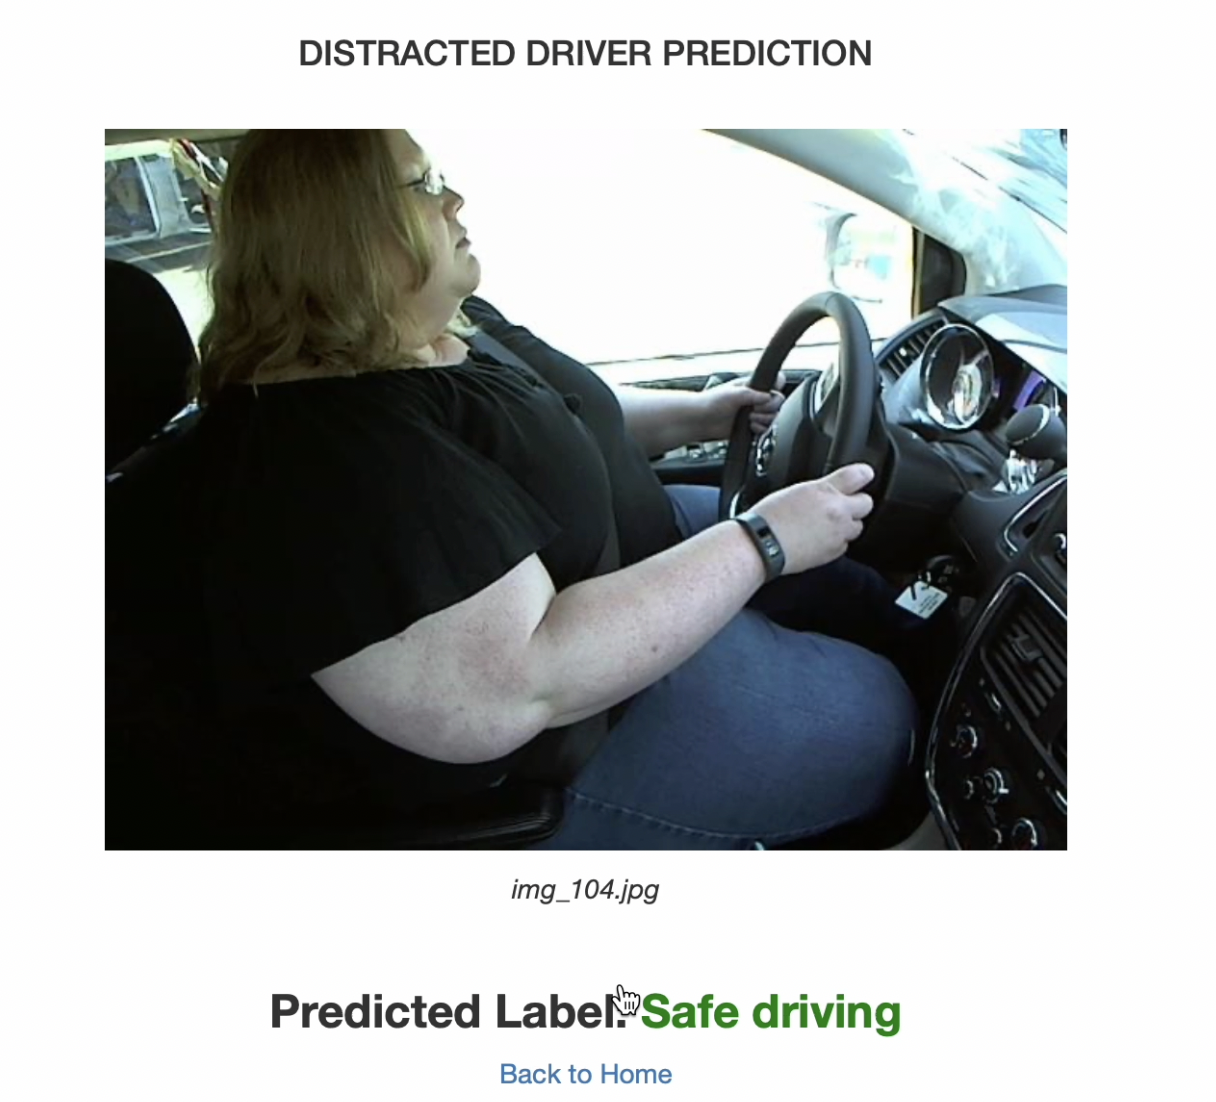 DISTRACTED DRIVER PREDICTION
img_104.jpg
Predicted Label: Safe driving
Back to Home